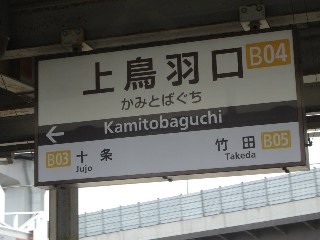 上鳥羽口 B04
かみとばぐち
← Kamitobaguchi
B03 十条 竹田 B05
Jujo Takeda